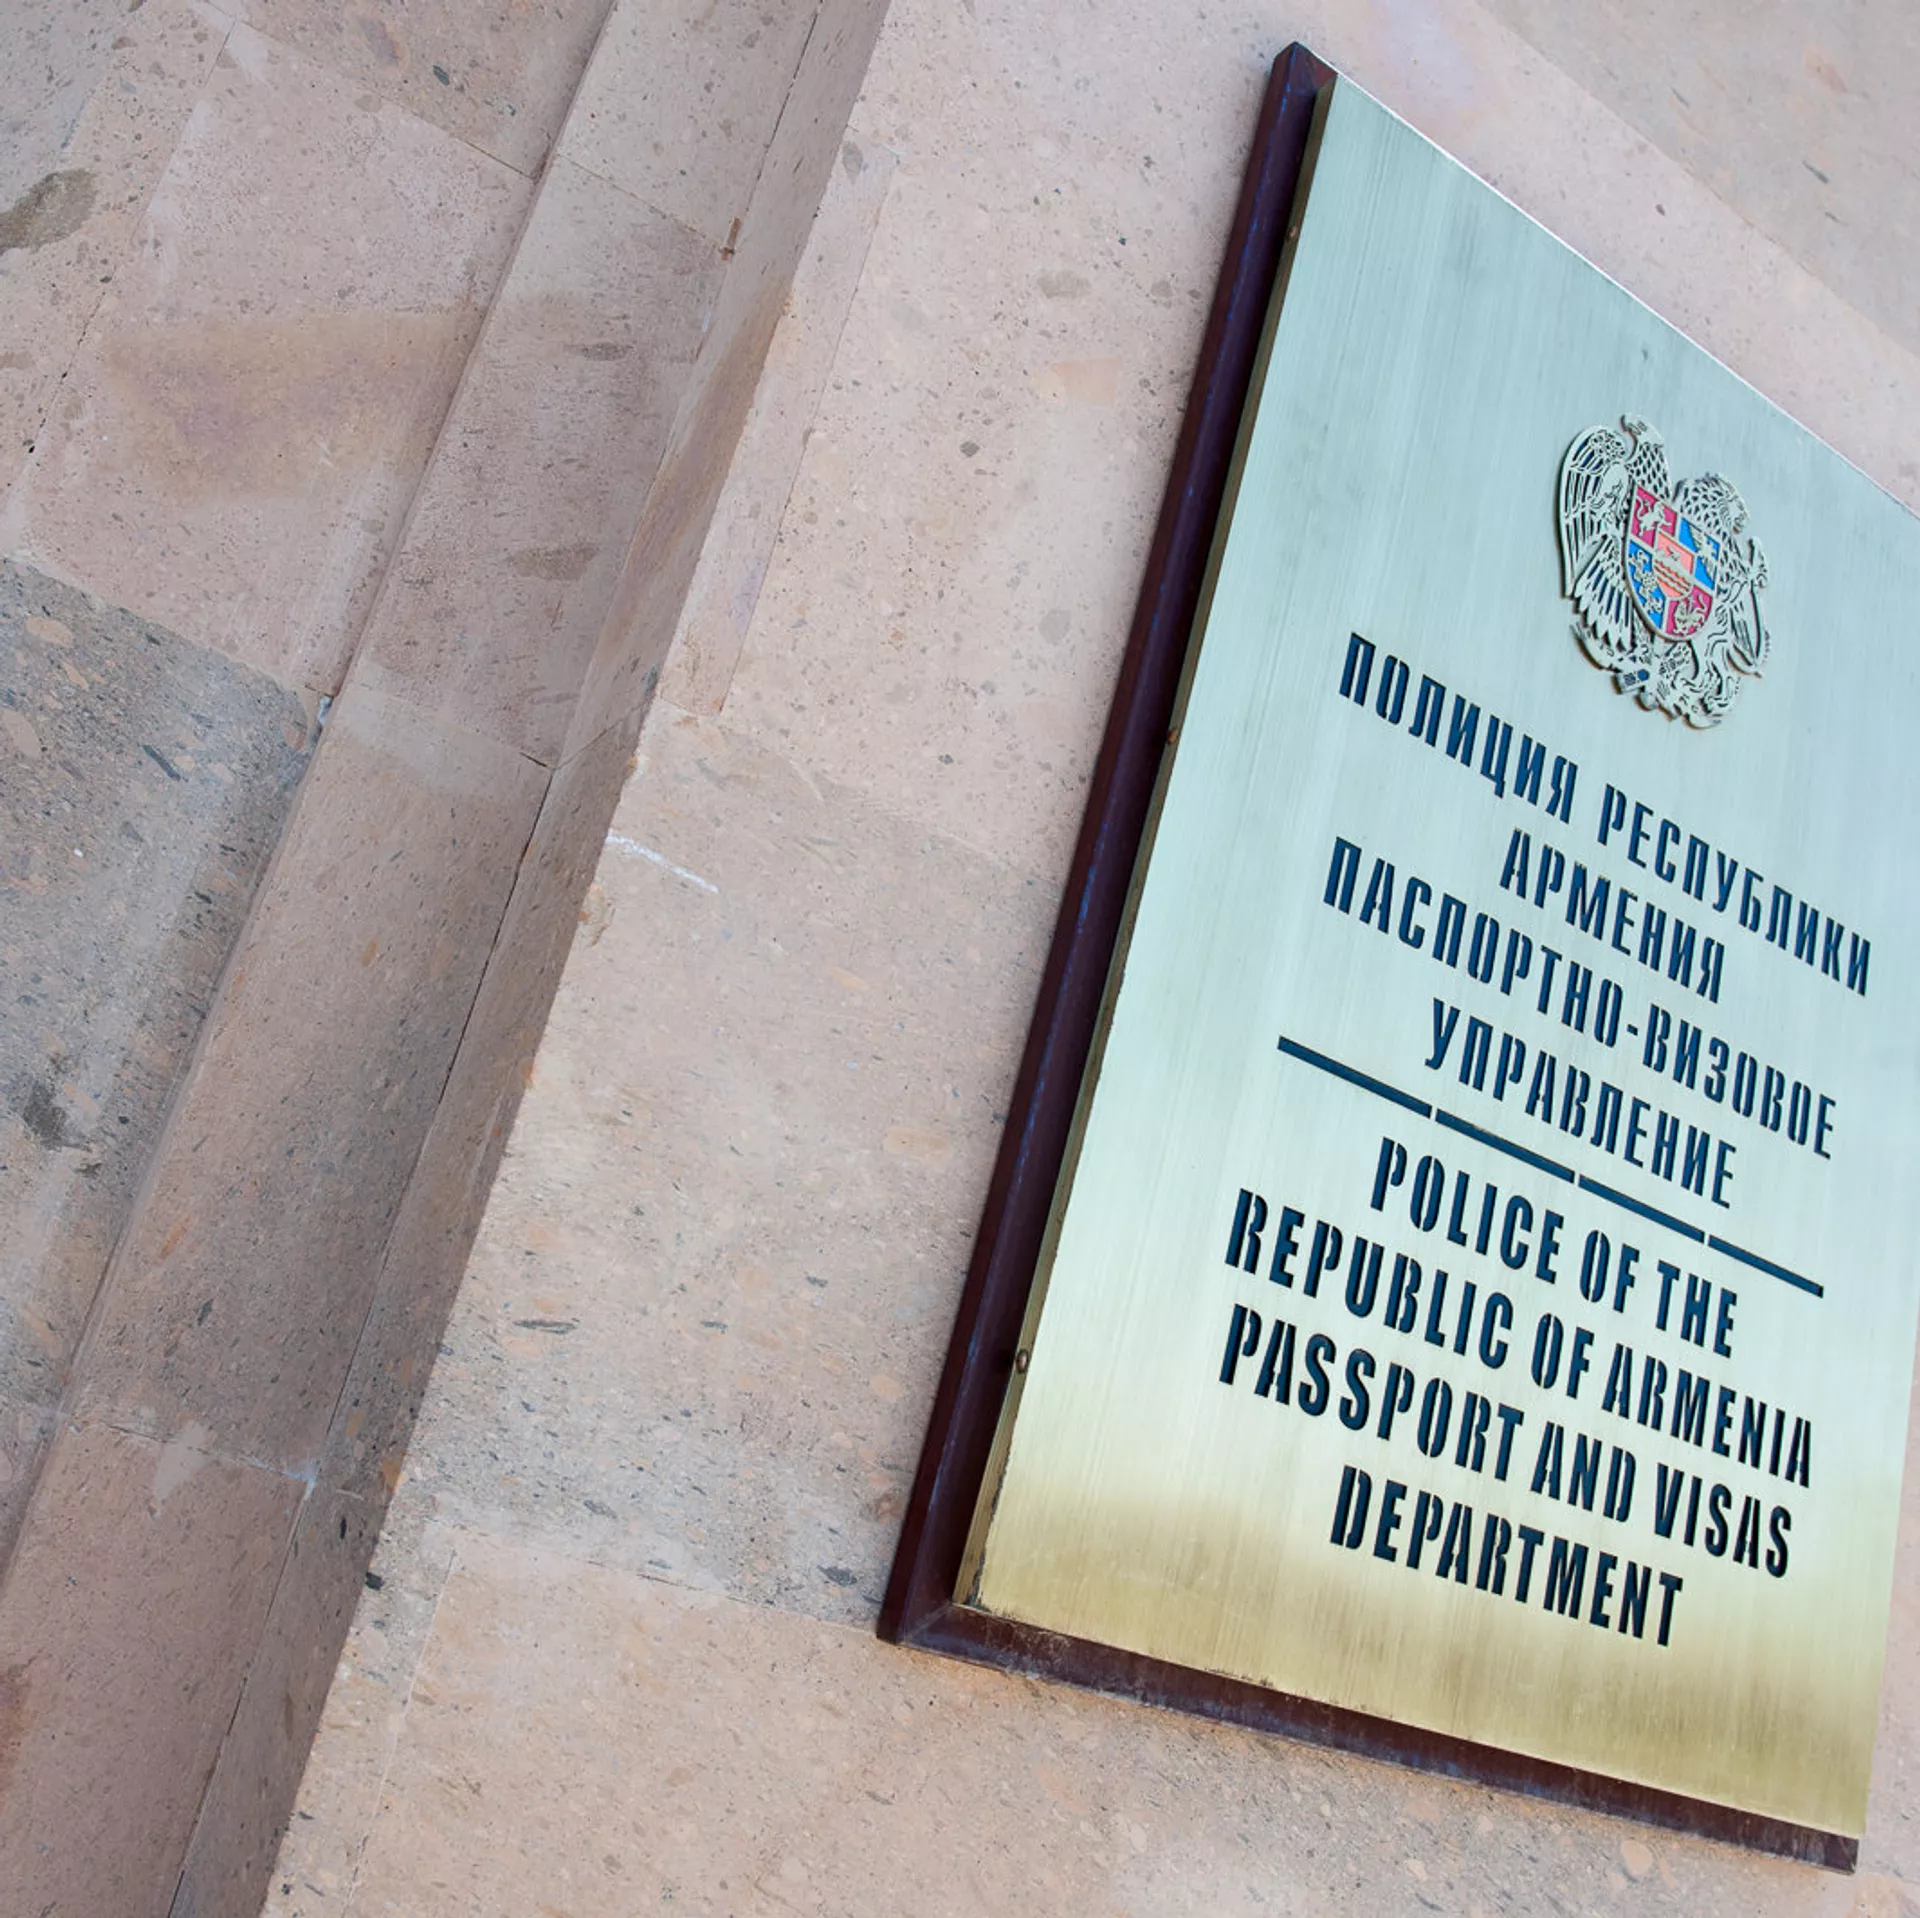 ПОЛИЦИЯ РЕСПУБЛИКИ
АРМЕНИЯ
ПАСПОРТНО-ВИЗОВОЕ
УПРАВЛЕНИЕ
POLICE OF THE
REPUBLIC OF ARMENIA
PASSPORT AND VISAS
DEPARTMENT